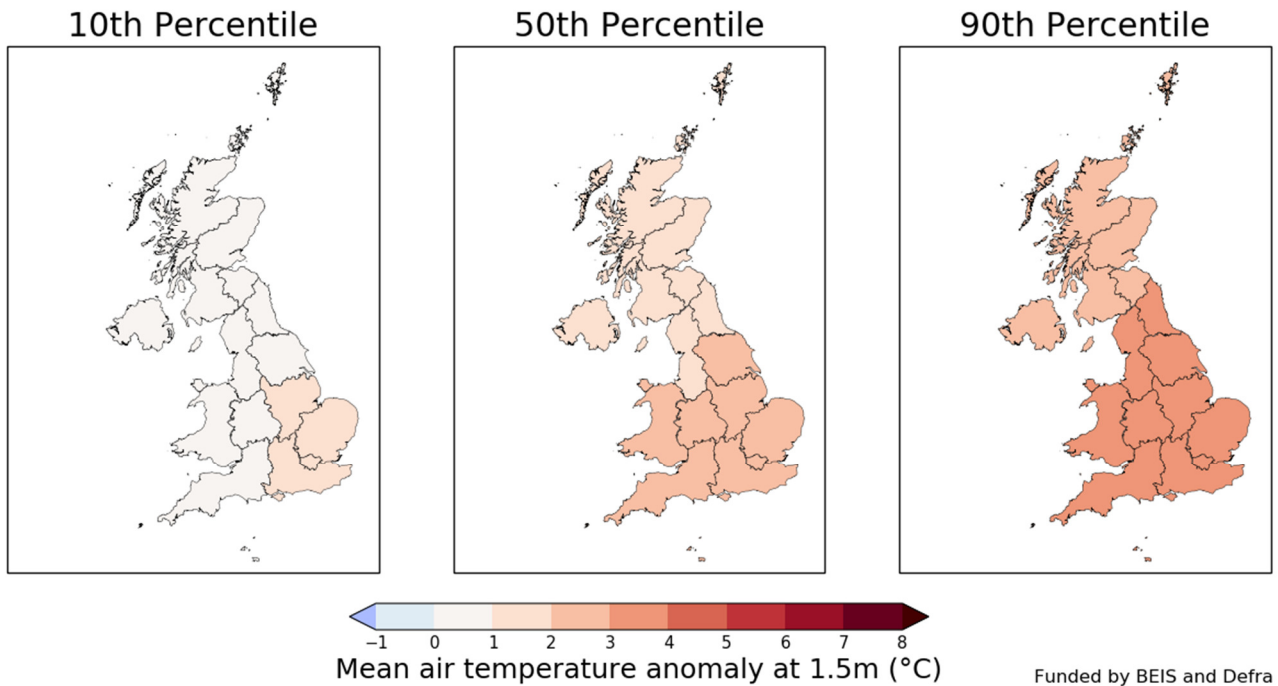 10th Percentile
50th Percentile
90th Percentile
−1 0 1 2 3 4 5 6 7 8
Mean air temperature anomaly at 1.5m (°C)
Funded by BEIS and Defra